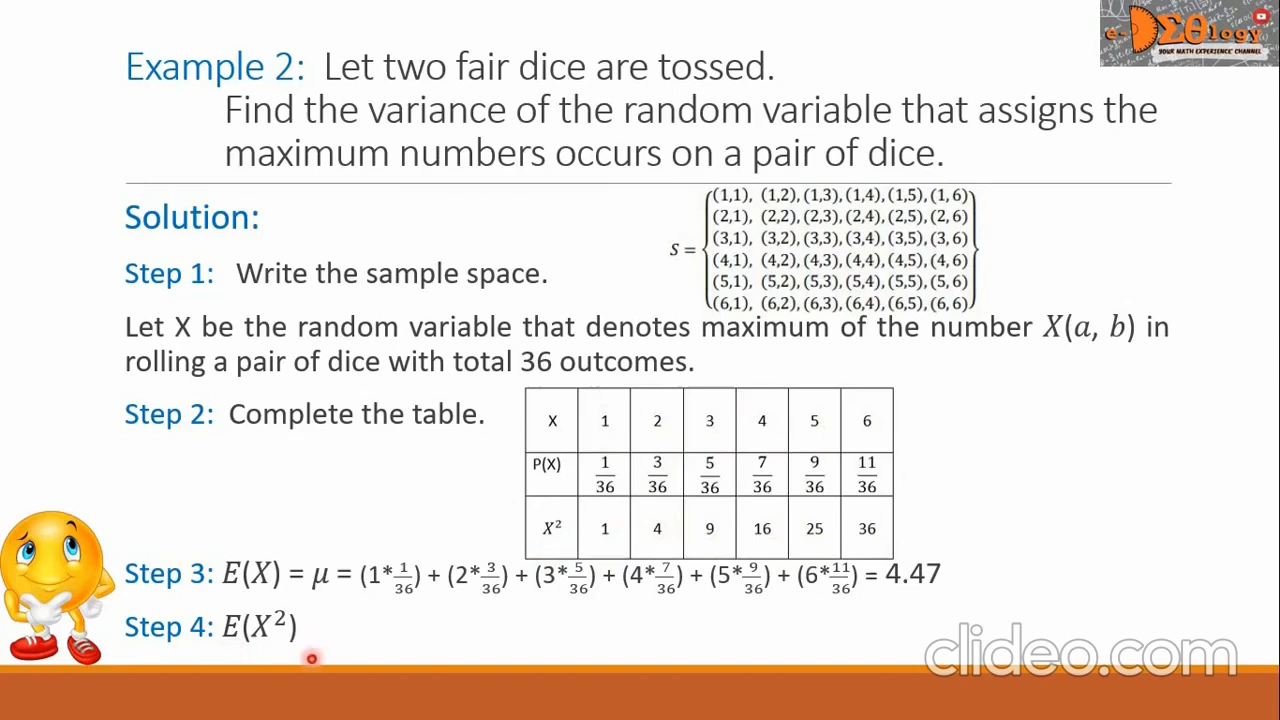 e-DΣθlogy
YOUR MATH EXPERIENCE CHANNEL
Example 2: Let two fair dice are tossed.
Find the variance of the random variable that assigns the
maximum numbers occurs on a pair of dice.
Solution:
Step 1: Write the sample space.
S = {(1,1), (1,2), (1,3), (1,4), (1,5), (1, 6)
(2,1), (2,2), (2,3), (2,4), (2,5), (2, 6)
(3,1), (3,2), (3,3), (3,4), (3,5), (3, 6)
(4,1), (4,2), (4,3), (4,4), (4,5), (4, 6)
(5,1), (5,2), (5,3), (5,4), (5,5), (5, 6)
(6,1), (6,2), (6,3), (6,4), (6,5), (6, 6)}
Let X be the random variable that denotes maximum of the number X(a, b) in
rolling a pair of dice with total 36 outcomes.
Step 2: Complete the table.
X 1 2 3 4 5 6
P(X) 1/36 3/36 5/36 7/36 9/36 11/36
X² 1 4 9 16 25 36
Step 3: E(X) = μ = (1*1/36) + (2*3/36) + (3*5/36) + (4*7/36) + (5*9/36) + (6*11/36) = 4.47
Step 4: E(X²)
clideo.com